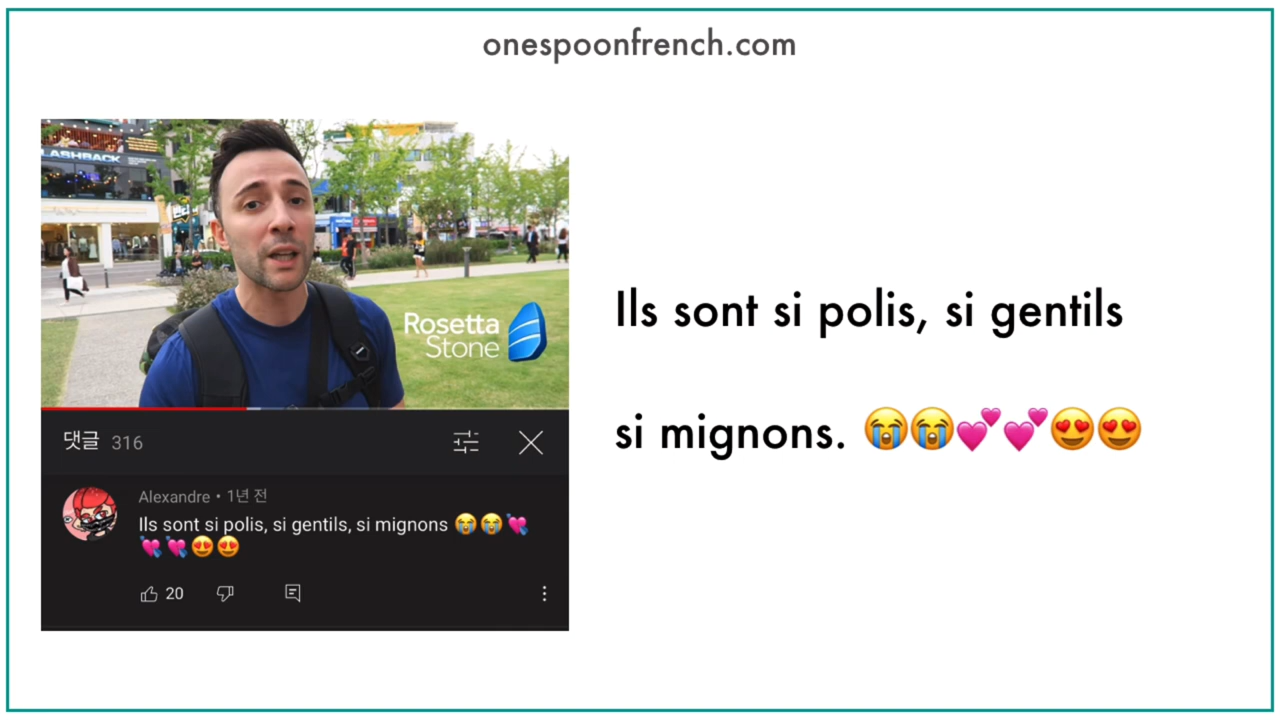 onespoonfrench.com
LASHBACK
Rosetta
Stone
댓글 316
Alexandre • 1년 전
Ils sont si polis, si gentils, si mignons 😭😭💘
💘💘😍😍
20
Ils sont si polis, si gentils
si mignons. 😭😭💕💕😍😍